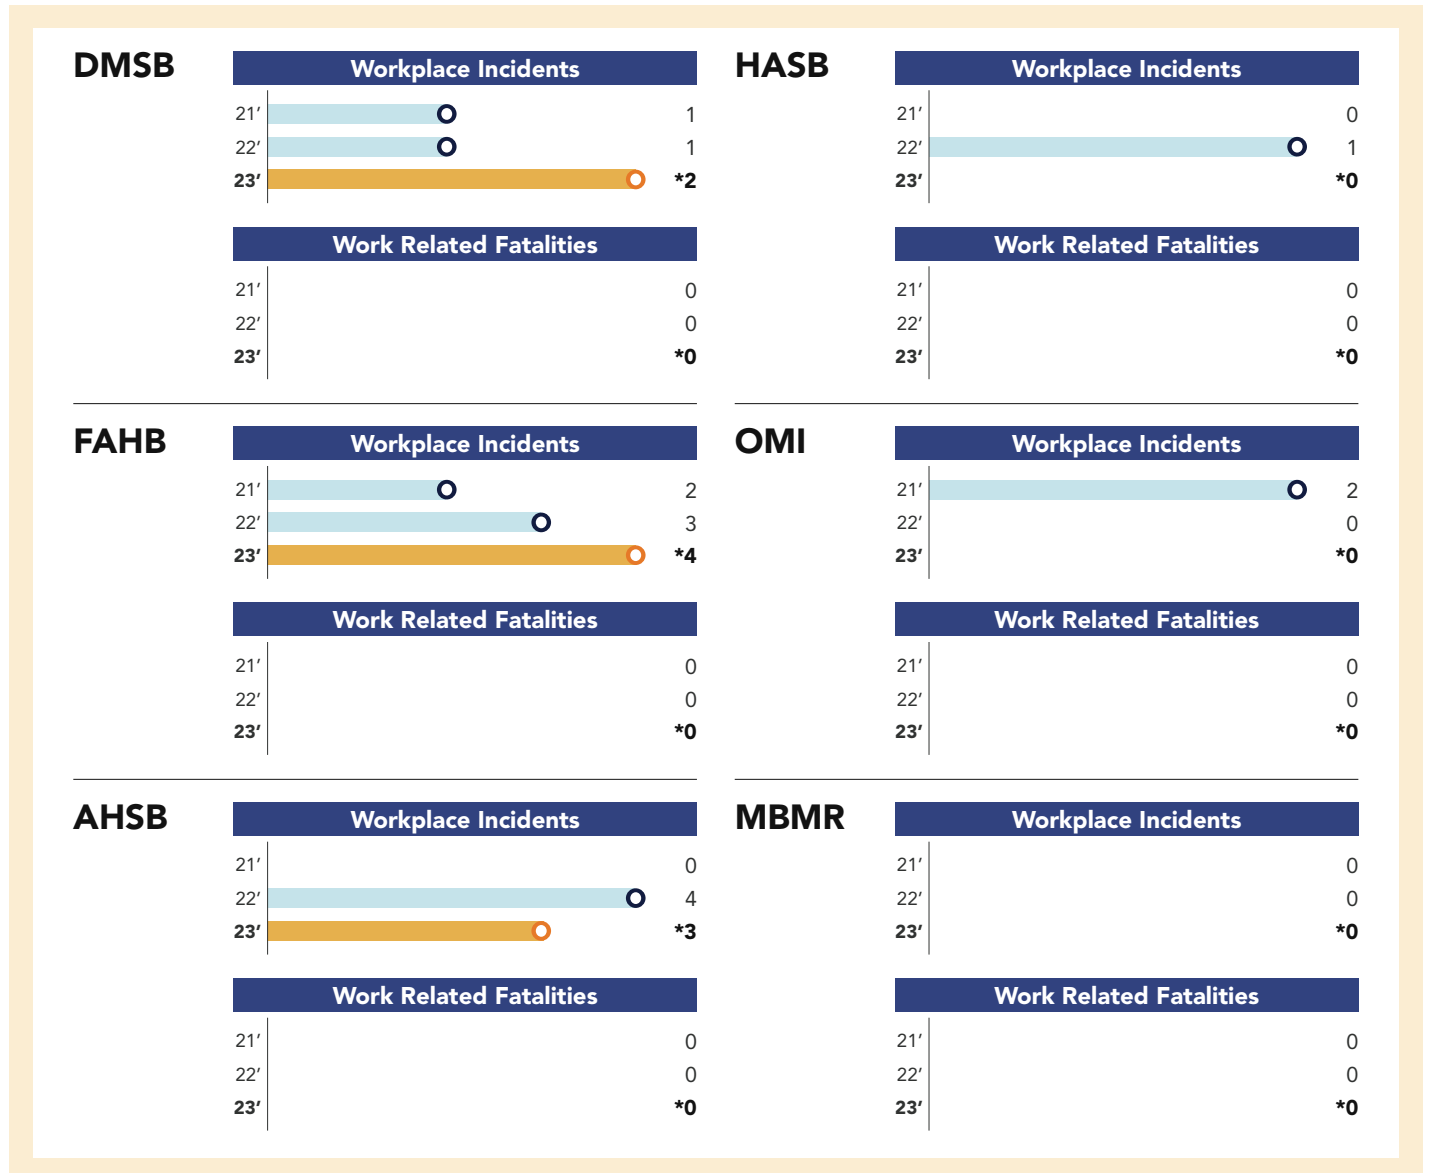 DMSB
Workplace Incidents
21' 1
22' 1
23' *2
Work Related Fatalities
21' 0
22' 0
23' *0
HASB
Workplace Incidents
21' 0
22' 1
23' *0
Work Related Fatalities
21' 0
22' 0
23' *0
FAHB
Workplace Incidents
21' 2
22' 3
23' *4
Work Related Fatalities
21' 0
22' 0
23' *0
OMI
Workplace Incidents
21' 2
22' 0
23' *0
Work Related Fatalities
21' 0
22' 0
23' *0
AHSB
Workplace Incidents
21' 0
22' 4
23' *3
Work Related Fatalities
21' 0
22' 0
23' *0
MBMR
Workplace Incidents
21' 0
22' 0
23' *0
Work Related Fatalities
21' 0
22' 0
23' *0